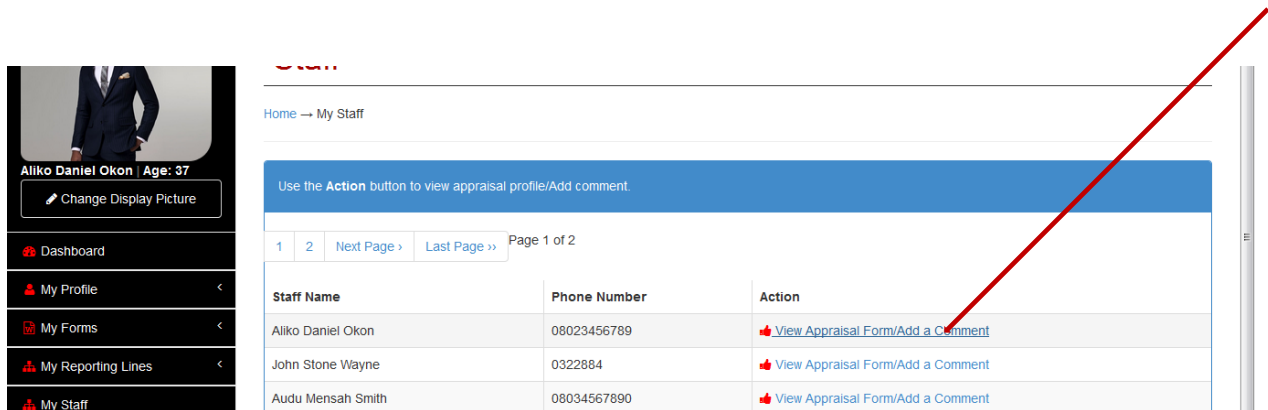 Staff
Home → My Staff
Aliko Daniel Okon | Age: 37
Change Display Picture
Dashboard
My Profile
My Forms
My Reporting Lines
My Staff
Use the Action button to view appraisal profile/Add comment.
1 2 Next Page › Last Page ›› Page 1 of 2
Staff Name Phone Number Action
Aliko Daniel Okon 08023456789 View Appraisal Form/Add a Comment
John Stone Wayne 0322884 View Appraisal Form/Add a Comment
Audu Mensah Smith 08034567890 View Appraisal Form/Add a Comment